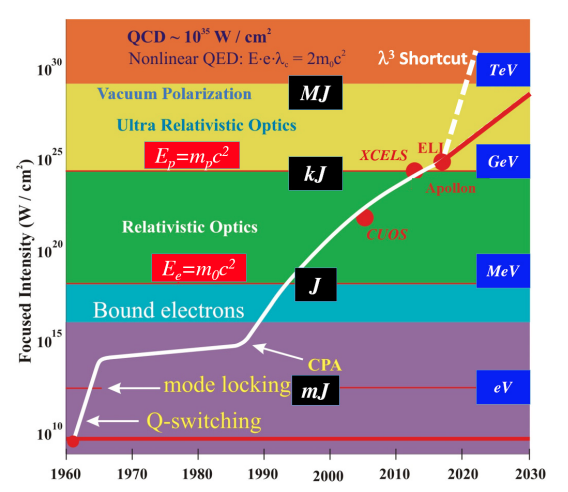 QCD ~ 10³⁵ W / cm²
Nonlinear QED: E·e·λc = 2m₀c²
λ³ Shortcut
10³⁰
TeV
Vacuum Polarization
MJ
Ultra Relativistic Optics
Eₚ=mₚc²
XCELS
ELI
10²⁵
kJ
GeV
Apollon
Relativistic Optics
CUOS
10²⁰
Eₑ=m₀c²
J
MeV
Bound electrons
10¹⁵
CPA
mode locking
mJ
eV
Q-switching
10¹⁰
Focused Intensity (W / cm²)
1960 1970 1980 1990 2000 2010 2020 2030